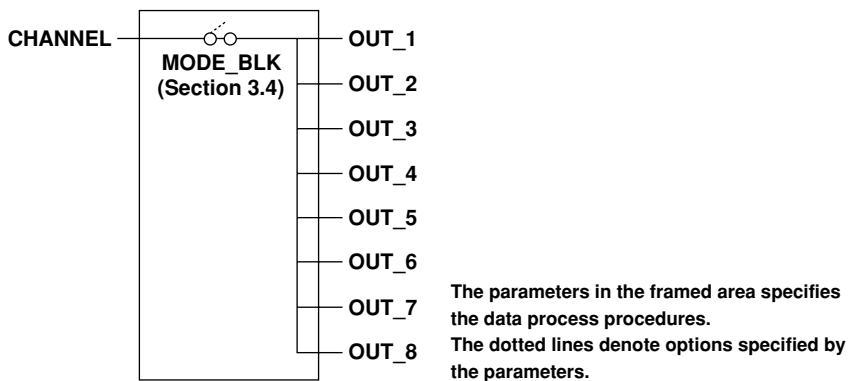 CHANNEL
OUT_1
MODE_BLK
(Section 3.4)
OUT_2
OUT_3
OUT_4
OUT_5
OUT_6
OUT_7
OUT_8
The parameters in the framed area specifies
the data process procedures.
The dotted lines denote options specified by
the parameters.